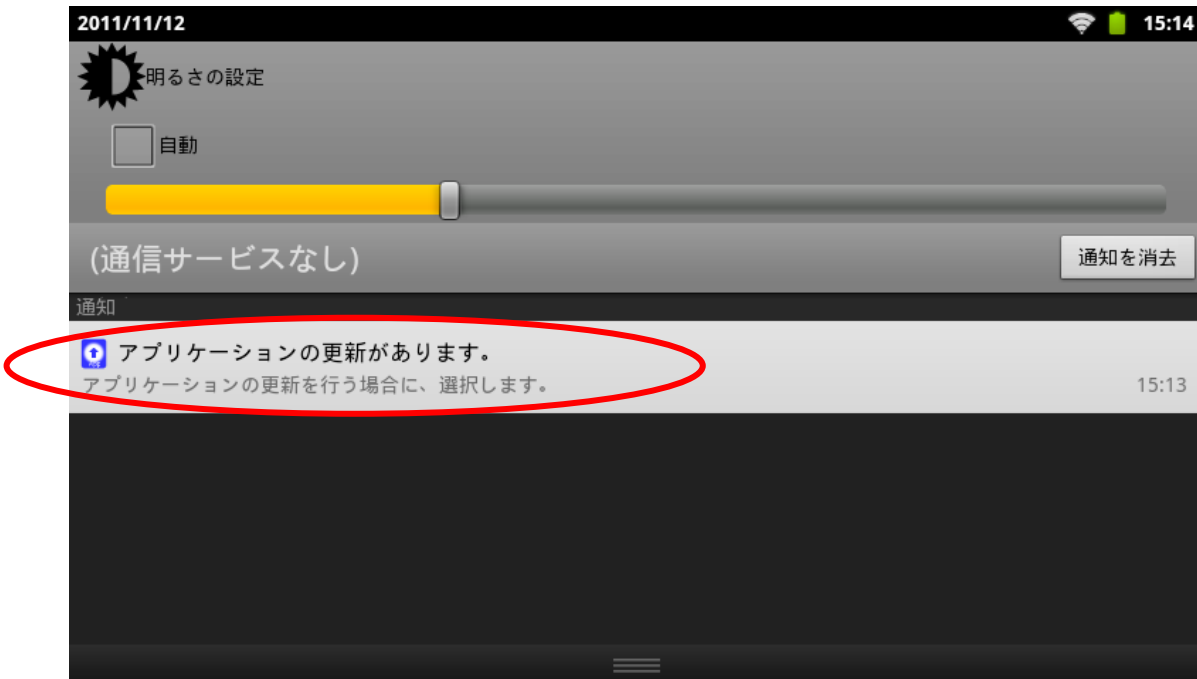 2011/11/12 15:14
明るさの設定
自動
(通信サービスなし) 通知を消去
通知
アプリケーションの更新があります。
アプリケーションの更新を行う場合に、選択します。 15:13